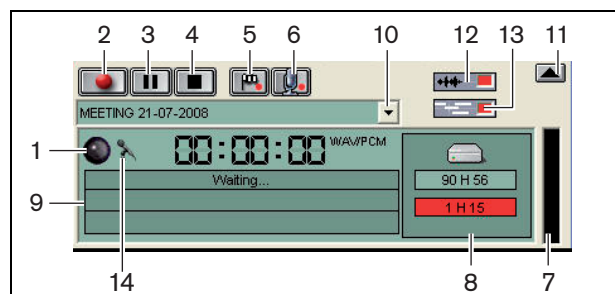 2 3 4 5 6 10 12 13 11
MEETING 21-07-2008
1 00:00:00 WAV/PCM
Waiting... 90 H 56
9 1 H 15
14 8 7